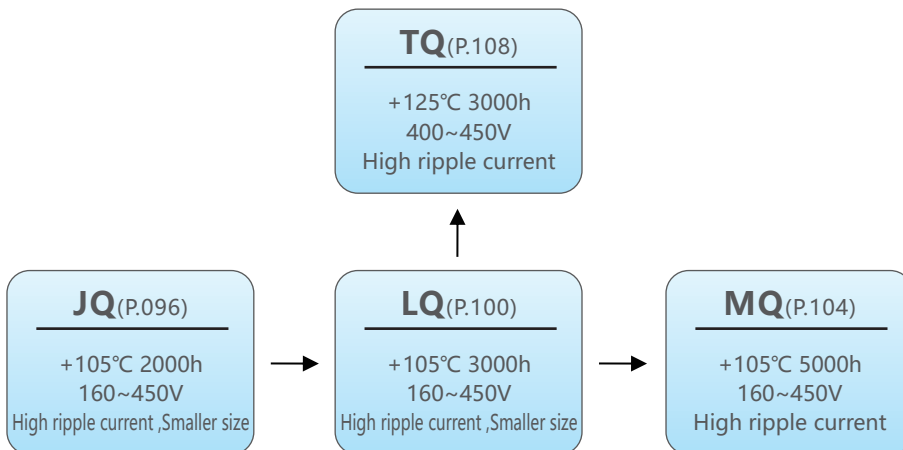 TQ(P.108)
+125℃ 3000h
400~450V
High ripple current
JQ(P.096)
+105℃ 2000h
160~450V
High ripple current ,Smaller size
LQ(P.100)
+105℃ 3000h
160~450V
High ripple current ,Smaller size
MQ(P.104)
+105℃ 5000h
160~450V
High ripple current